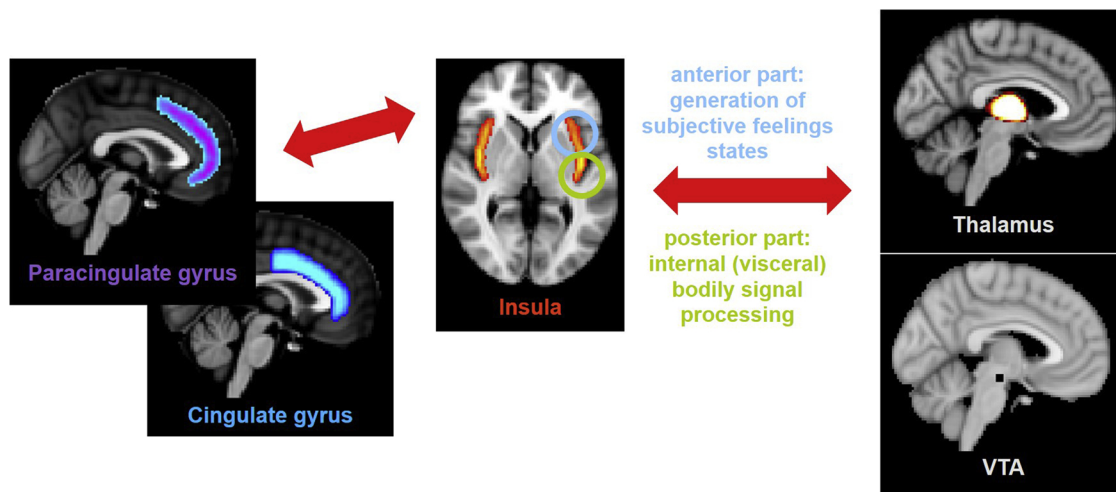 Paracingulate gyrus
Cingulate gyrus
Insula
anterior part:
generation of
subjective feelings
states
posterior part:
internal (visceral)
bodily signal
processing
Thalamus
VTA